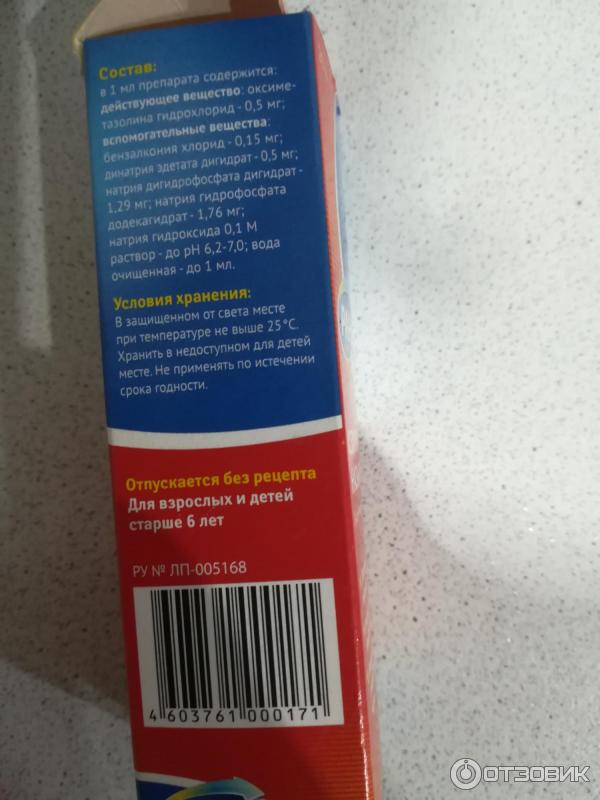 Состав:
в 1 мл препарата содержится:
действующее вещество: оксиме-
тазолина гидрохлорид - 0,5 мг;
вспомогательные вещества:
бензалкония хлорид - 0,15 мг;
динатрия эдетата дигидрат - 0,5 мг;
натрия дигидрофосфата дигидрат -
1,29 мг; натрия гидрофосфата
додекагидрат - 1,76 мг;
натрия гидроксида 0,1 М
раствор - до pH 6,2-7,0; вода
очищенная - до 1 мл.
Условия хранения:
В защищенном от света месте
при температуре не выше 25 °С.
Хранить в недоступном для детей
месте. Не применять по истечении
срока годности.
Отпускается без рецепта
Для взрослых и детей
старше 6 лет
РУ № ЛП-005168
4 603761 000171
ОТЗОВИК